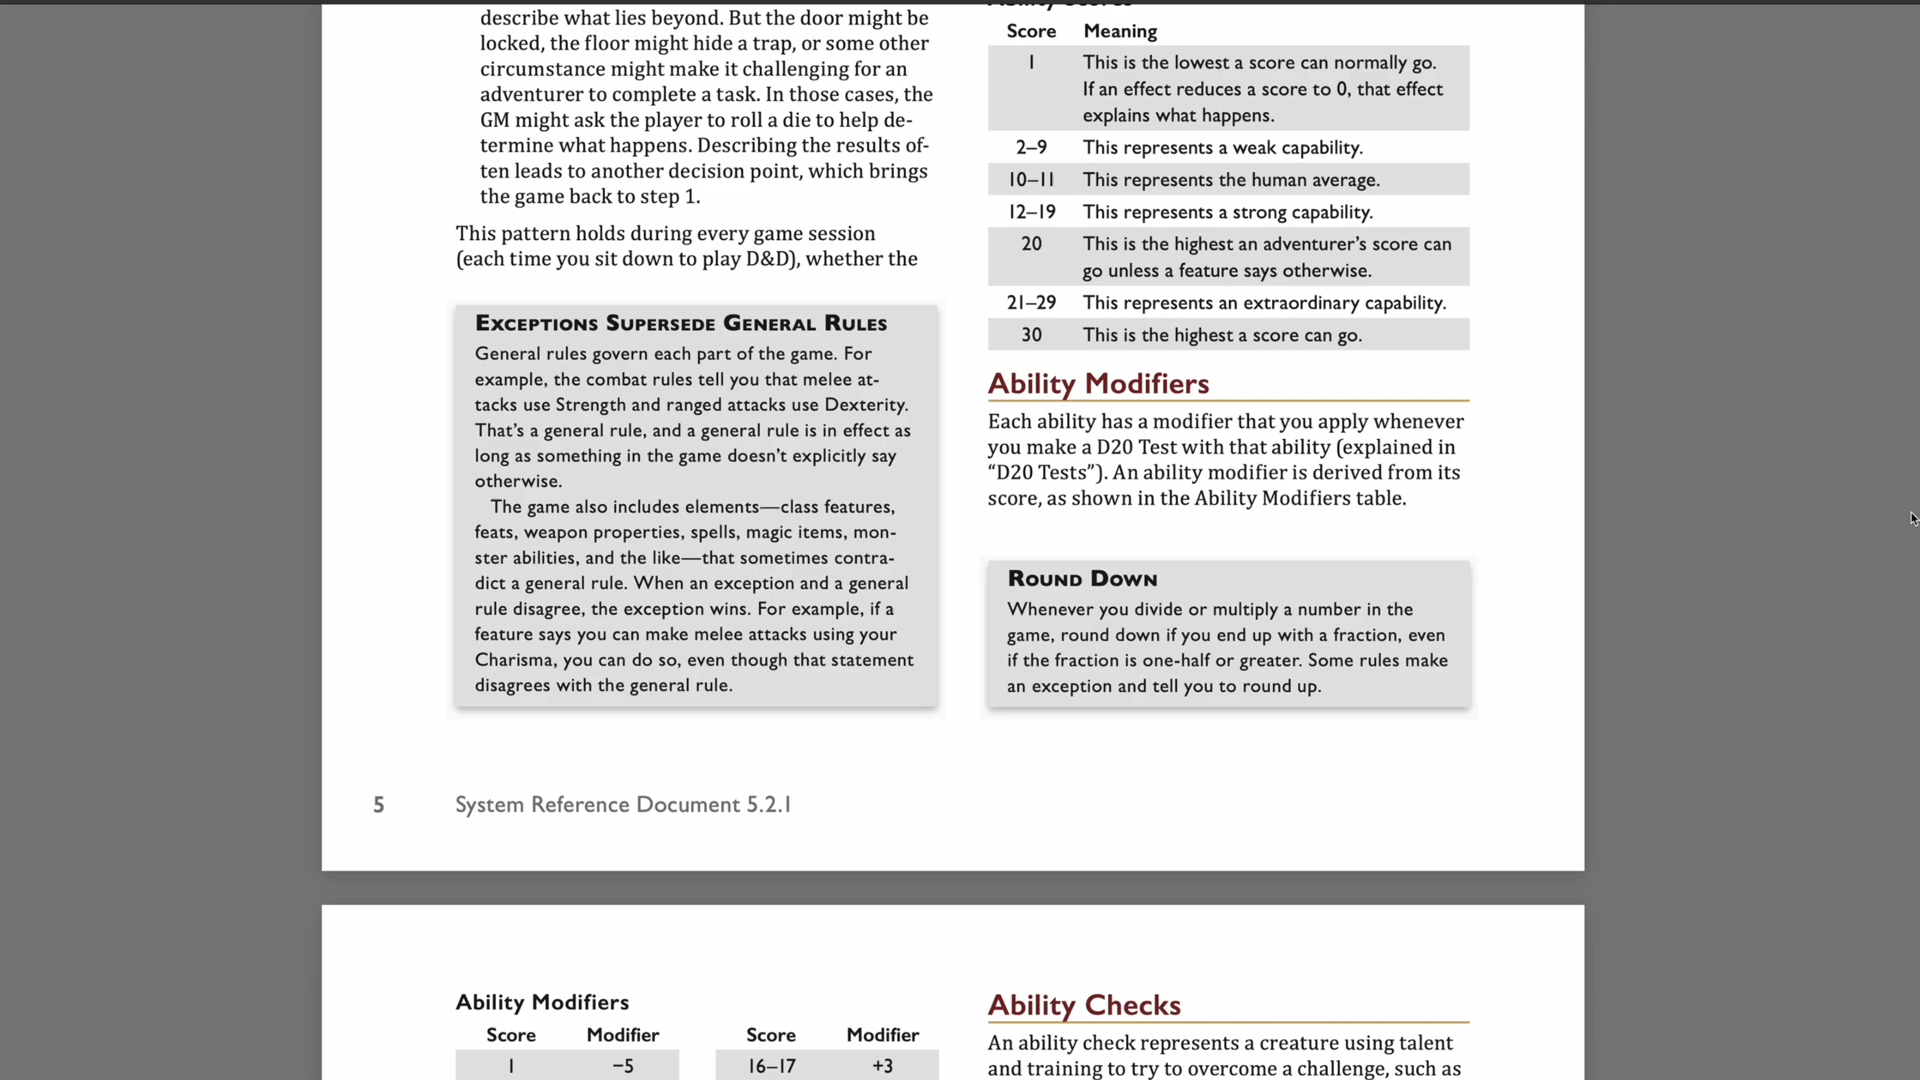 describe what lies beyond. But the door might be
locked, the floor might hide a trap, or some other
circumstance might make it challenging for an
adventurer to complete a task. In those cases, the
GM might ask the player to roll a die to help de-
termine what happens. Describing the results of-
ten leads to another decision point, which brings
the game back to step 1.
This pattern holds during every game session
(each time you sit down to play D&D), whether the
Exceptions Supersede General Rules
General rules govern each part of the game. For
example, the combat rules tell you that melee at-
tacks use Strength and ranged attacks use Dexterity.
That’s a general rule, and a general rule is in effect as
long as something in the game doesn’t explicitly say
otherwise.
The game also includes elements—class features,
feats, weapon properties, spells, magic items, mon-
ster abilities, and the like—that sometimes contra-
dict a general rule. When an exception and a general
rule disagree, the exception wins. For example, if a
feature says you can make melee attacks using your
Charisma, you can do so, even though that statement
disagrees with the general rule.
Ability Scores
Score Meaning
1 This is the lowest a score can normally go.
If an effect reduces a score to 0, that effect
explains what happens.
2–9 This represents a weak capability.
10–11 This represents the human average.
12–19 This represents a strong capability.
20 This is the highest an adventurer’s score can
go unless a feature says otherwise.
21–29 This represents an extraordinary capability.
30 This is the highest a score can go.
Ability Modifiers
Each ability has a modifier that you apply whenever
you make a D20 Test with that ability (explained in
“D20 Tests”). An ability modifier is derived from its
score, as shown in the Ability Modifiers table.
Round Down
Whenever you divide or multiply a number in the
game, round down if you end up with a fraction, even
if the fraction is one-half or greater. Some rules make
an exception and tell you to round up.
5 System Reference Document 5.2.1
Ability Modifiers
Score Modifier Score Modifier
1 −5 16–17 +3
Ability Checks
An ability check represents a creature using talent
and training to try to overcome a challenge, such as